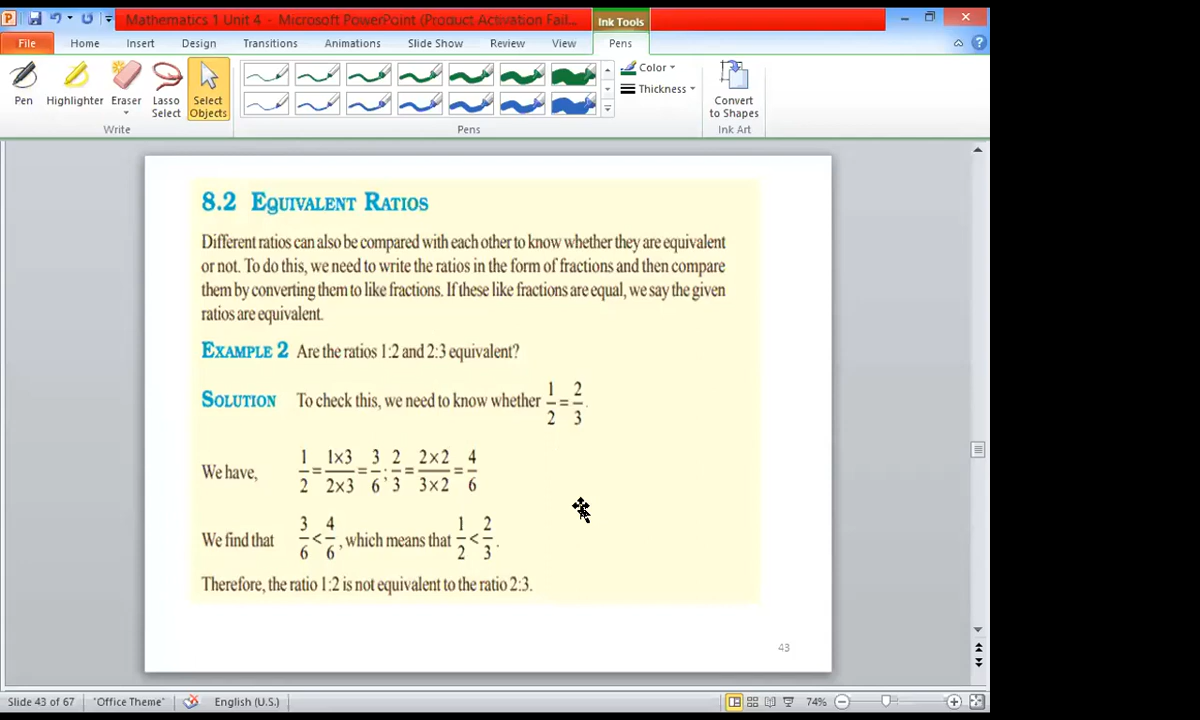 Mathematics 1 Unit 4 - Microsoft PowerPoint (Product Activation Fail...
Ink Tools
File Home Insert Design Transitions Animations Slide Show Review View Pens
Pen Highlighter Eraser Lasso Select Select Objects
Color
Thickness
Convert to Shapes
Write Pens Ink Art
8.2 EQUIVALENT RATIOS
Different ratios can also be compared with each other to know whether they are equivalent
or not. To do this, we need to write the ratios in the form of fractions and then compare
them by converting them to like fractions. If these like fractions are equal, we say the given
ratios are equivalent.
EXAMPLE 2 Are the ratios 1:2 and 2:3 equivalent?
SOLUTION To check this, we need to know whether 1/2 = 2/3.
We have, 1/2 = 1×3/2×3 = 3/6; 2/3 = 2×2/3×2 = 4/6
We find that 3/6 < 4/6, which means that 1/2 < 2/3.
Therefore, the ratio 1:2 is not equivalent to the ratio 2:3.
43
Slide 43 of 67 "Office Theme" English (U.S.) 74%